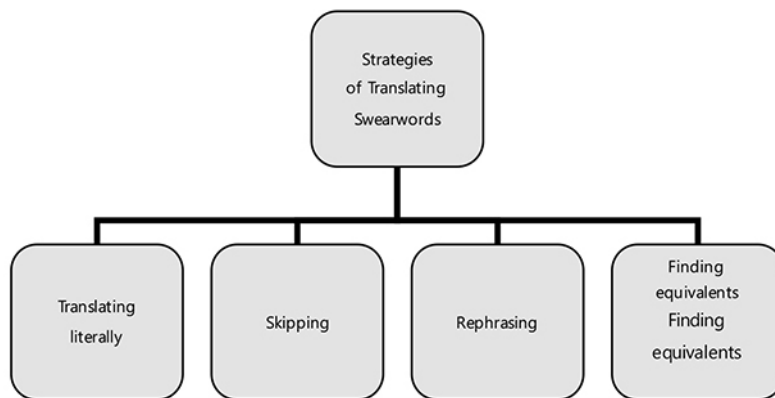 Strategies
of Translating
Swearwords
Translating
literally
Skipping
Rephrasing
Finding
equivalents
Finding
equivalents